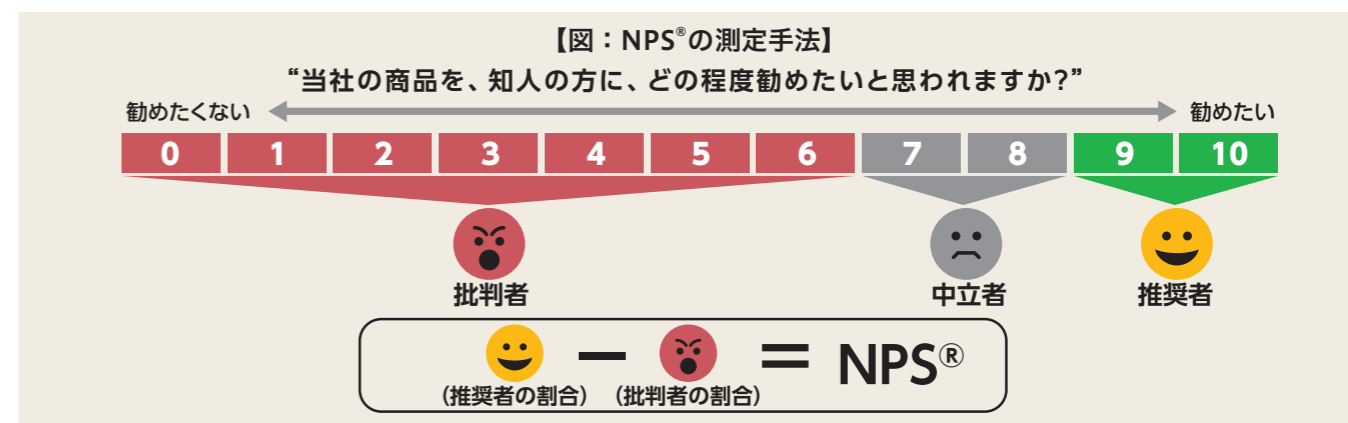 【図：NPS®の測定手法】
“当社の商品を、知人の方に、どの程度勧めたいと思われますか？”
勧めたくない 勧めたい
0 1 2 3 4 5 6 7 8 9 10
批判者 中立者 推奨者
ー = NPS®
（推奨者の割合） （批判者の割合）